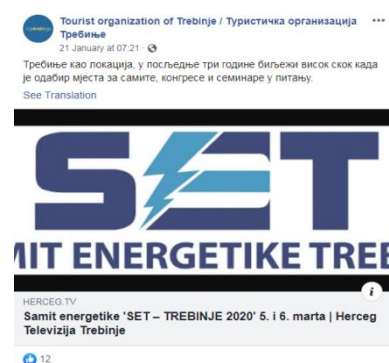 Tourist organization of Trebinje / Туристичка организација
Требиње
21 January at 07:21
Требиње као локација, у посљедње три године биљежи висок скок када
је одабир мјеста за самите, конгресе и семинаре у питању.
See Translation
SET
MIT ENERGETIKE TREB
i
HERCEG.TV
Samit energetike 'SET – TREBINJE 2020' 5. i 6. marta | Herceg
Televizija Trebinje
12